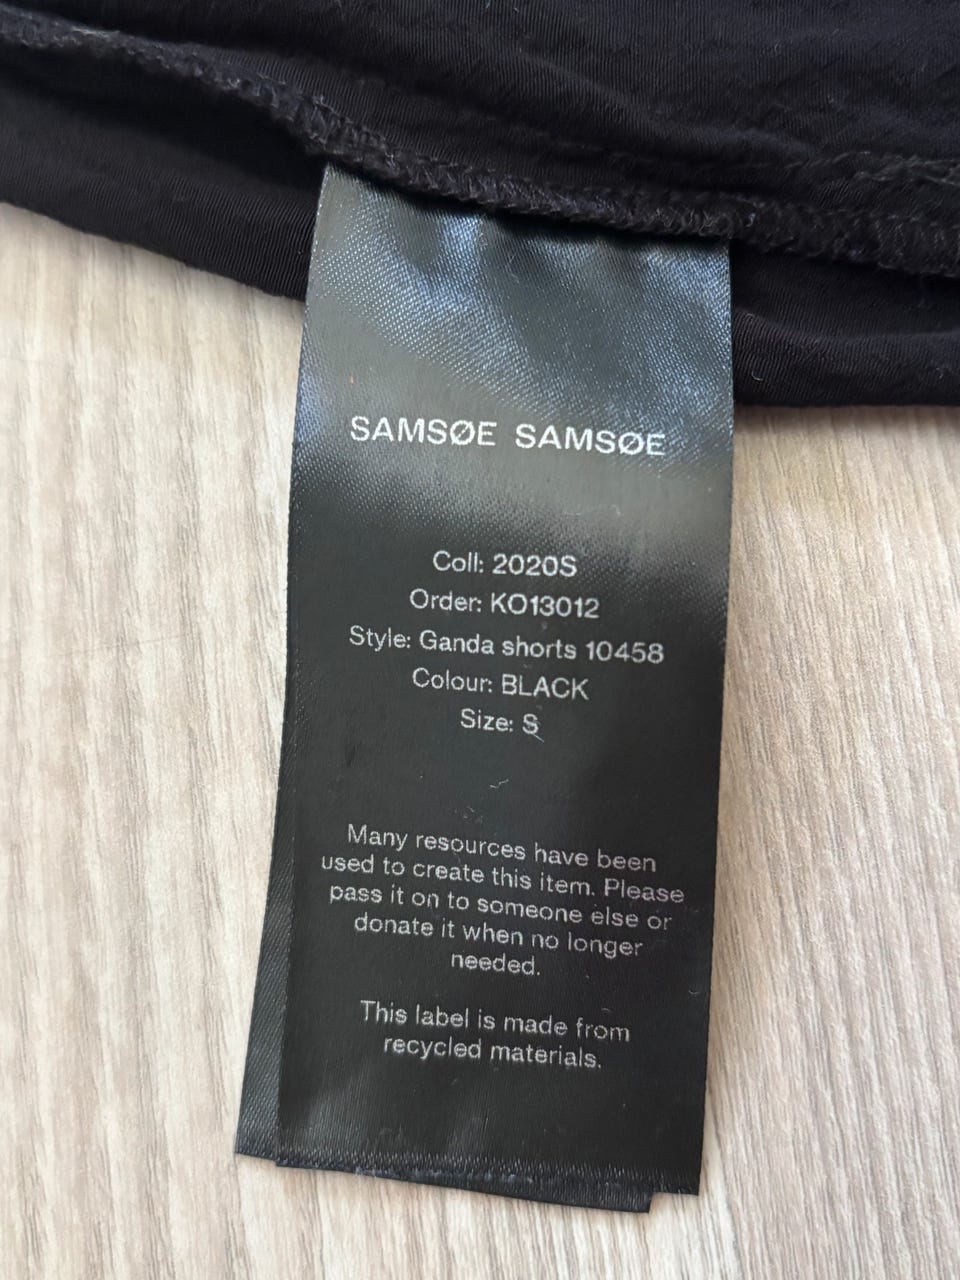 SAMSØE SAMSØE
Coll: 2020S
Order: KO13012
Style: Ganda shorts 10458
Colour: BLACK
Size: S
Many resources have been
used to create this item. Please
pass it on to someone else or
donate it when no longer
needed.
This label is made from
recycled materials.